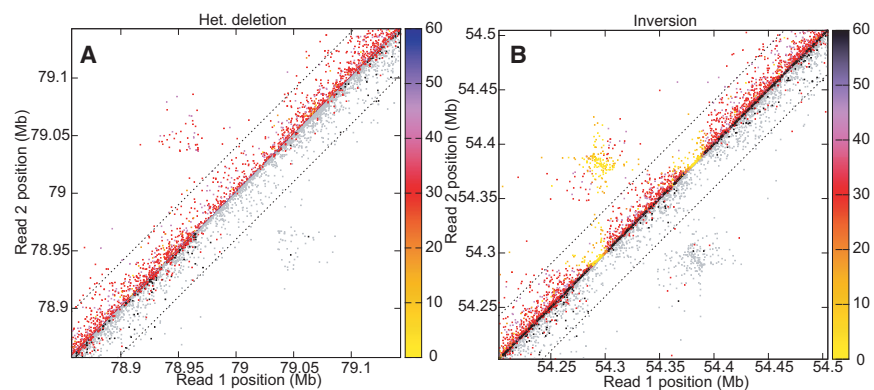 Het. deletion
A
79.1
79.05
79
78.95
78.9
Read 2 position (Mb)
78.9 78.95 79 79.05 79.1
Read 1 position (Mb)
60
50
40
30
20
10
0
Inversion
B
54.5
54.45
54.4
54.35
54.3
54.25
Read 2 position (Mb)
54.25 54.3 54.35 54.4 54.45 54.5
Read 1 position (Mb)
60
50
40
30
20
10
0